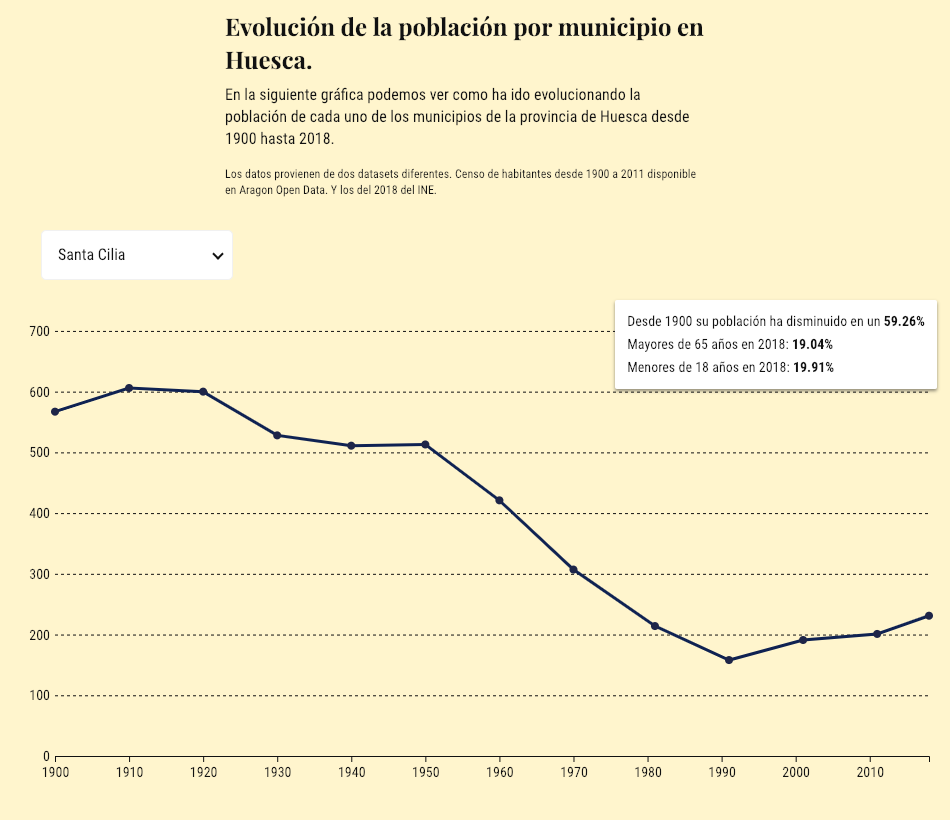 Evolución de la población por municipio en
Huesca.
En la siguiente gráfica podemos ver como ha ido evolucionando la
población de cada uno de los municipios de la provincia de Huesca desde
1900 hasta 2018.
Los datos provienen de dos datasets diferentes. Censo de habitantes desde 1900 a 2011 disponible
en Aragon Open Data. Y los del 2018 del INE.
Santa Cilia
Desde 1900 su población ha disminuido en un 59.26%
Mayores de 65 años en 2018: 19.04%
Menores de 18 años en 2018: 19.91%
700
600
500
400
300
200
100
0
1900 1910 1920 1930 1940 1950 1960 1970 1980 1990 2000 2010